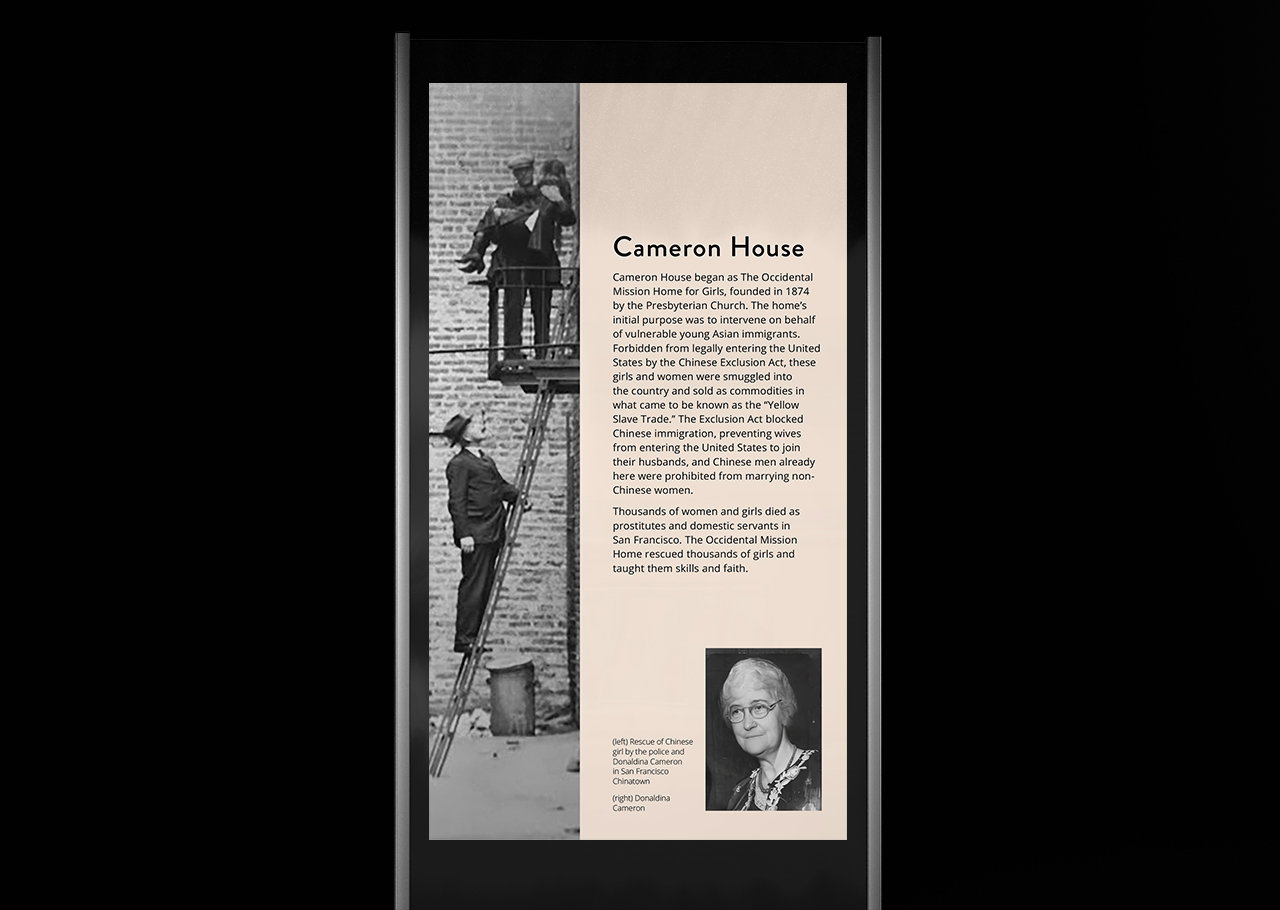 Cameron House
Cameron House began as The Occidental
Mission Home for Girls, founded in 1874
by the Presbyterian Church. The home’s
initial purpose was to intervene on behalf
of vulnerable young Asian immigrants.
Forbidden from legally entering the United
States by the Chinese Exclusion Act, these
girls and women were smuggled into
the country and sold as commodities in
what came to be known as the “Yellow
Slave Trade.” The Exclusion Act blocked
Chinese immigration, preventing wives
from entering the United States to join
their husbands, and Chinese men already
here were prohibited from marrying non-
Chinese women.
Thousands of women and girls died as
prostitutes and domestic servants in
San Francisco. The Occidental Mission
Home rescued thousands of girls and
taught them skills and faith.
(left) Rescue of Chinese
girl by the police and
Donaldina Cameron
in San Francisco
Chinatown
(right) Donaldina
Cameron